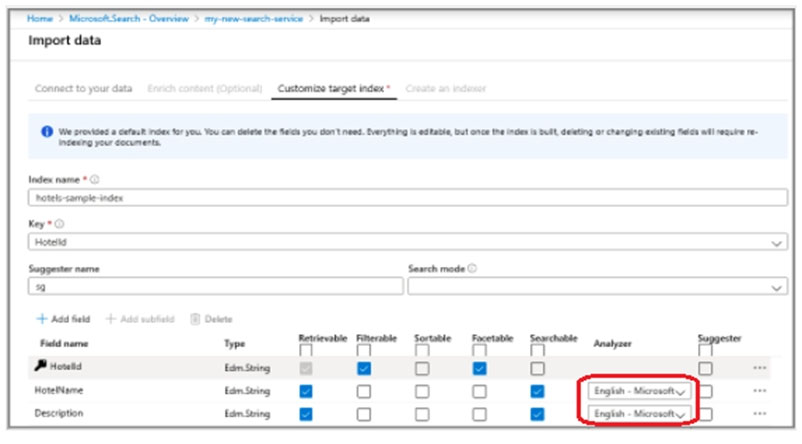 Home > Microsoft.Search - Overview > my-new-search-service > Import data
Import data
Connect to your data Enrich content (Optional) Customize target index * Create an indexer
We provided a default index for you. You can delete the fields you don't need. Everything is editable, but once the index is built, deleting or changing existing fields will require re-
indexing your documents.
Index name *
hotels-sample-index
Key *
HotelId
Suggester name Search mode
sg
+ Add field + Add subfield Delete
Field name Type Retrievable Filterable Sortable Facetable Searchable Analyzer Suggester
HotelId Edm.String ...
HotelName Edm.String English - Microsoft ...
Description Edm.String English - Microsoft ...